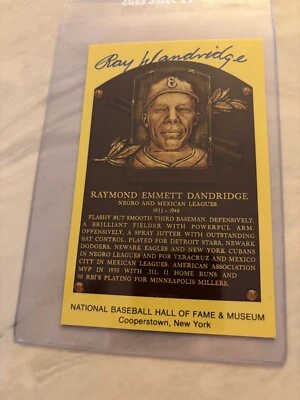 Ray Dandridge
B
RAYMOND EMMETT DANDRIDGE
NEGRO AND MEXICAN LEAGUES
1933 - 1948
FLASHY BUT SMOOTH THIRD BASEMAN. DEFENSIVELY,
A BRILLIANT FIELDER WITH POWERFUL ARM.
OFFENSIVELY, A SPRAY HITTER WITH OUTSTANDING
BAT CONTROL. PLAYED FOR DETROIT STARS, NEWARK
DODGERS, NEWARK EAGLES AND NEW YORK CUBANS
IN NEGRO LEAGUES AND FOR VERACRUZ AND MEXICO
CITY IN MEXICAN LEAGUES. AMERICAN ASSOCIATION
MVP IN 1950 WITH .311, 11 HOME RUNS AND
80 RBI'S PLAYING FOR MINNEAPOLIS MILLERS.
NATIONAL BASEBALL HALL OF FAME & MUSEUM
Cooperstown, New York